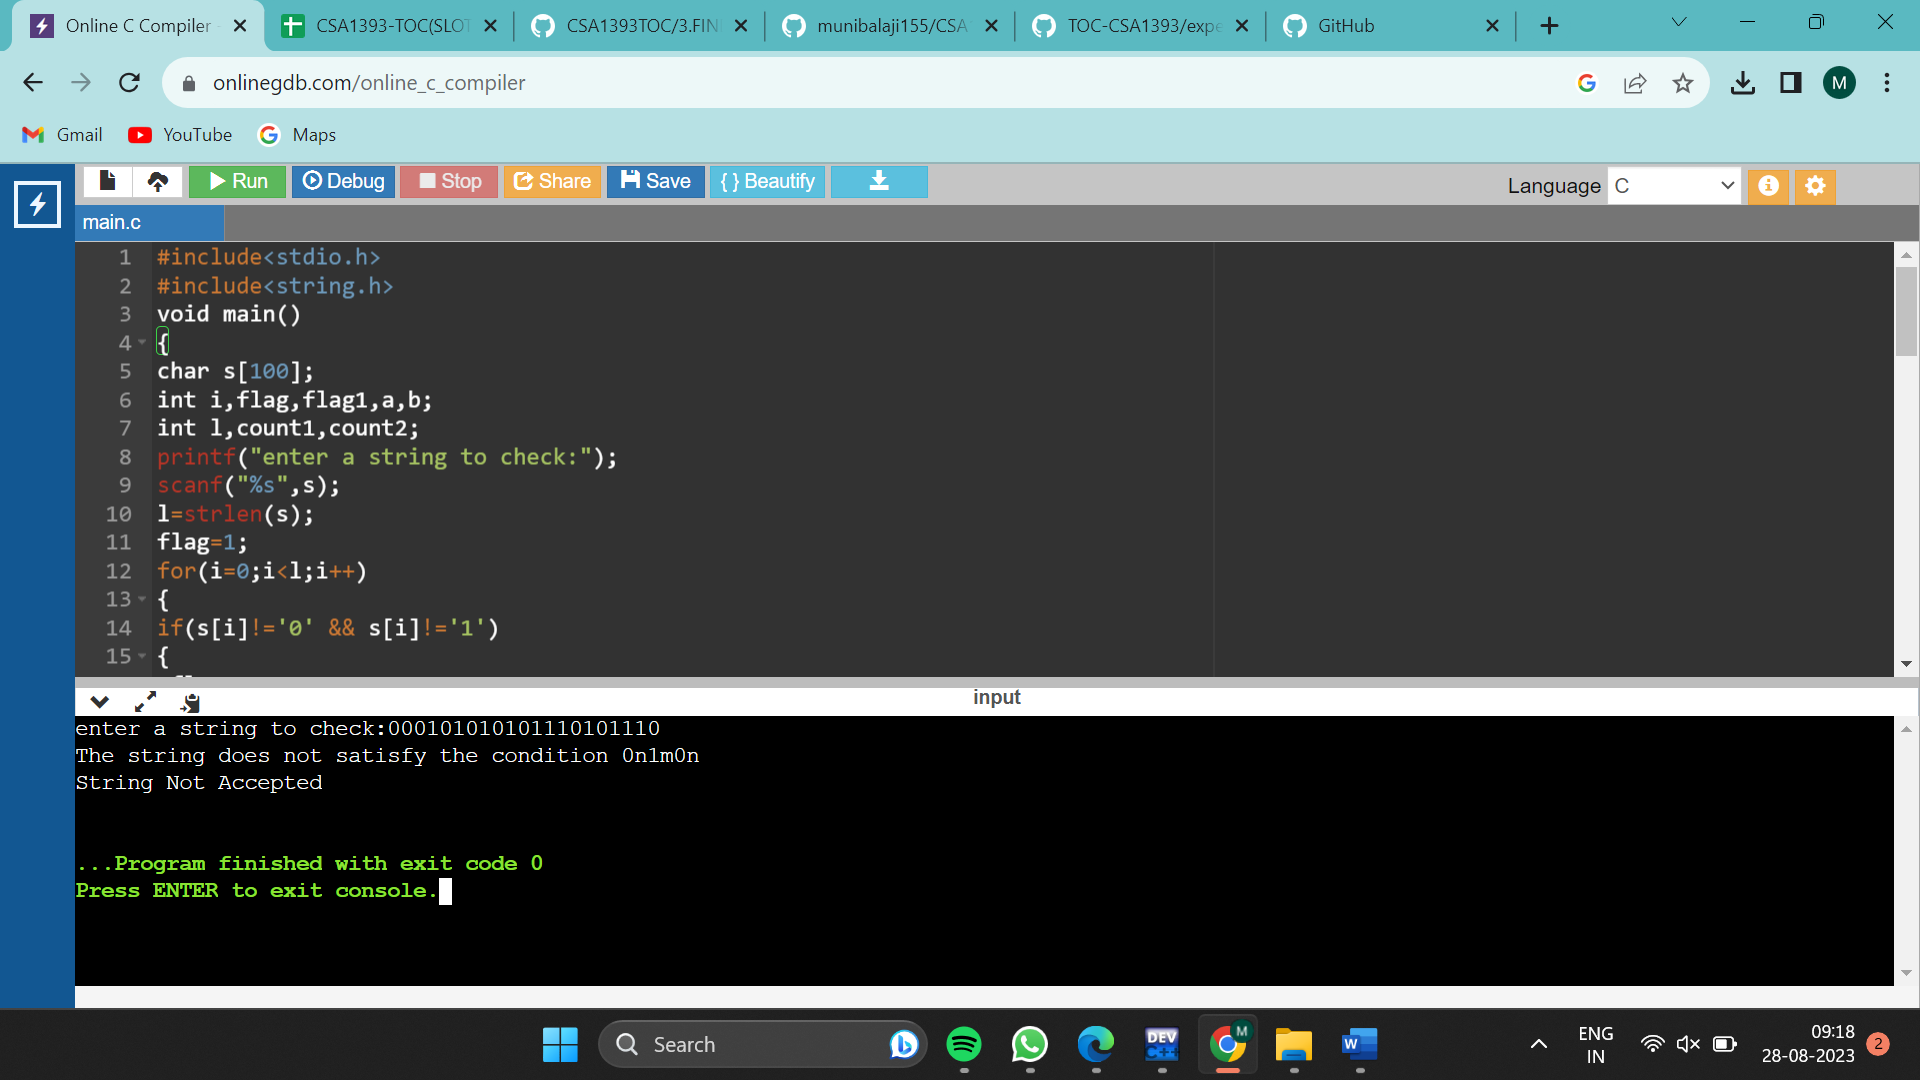 Online C Compiler
CSA1393-TOC(SLOT
CSA1393TOC/3.FIN
munibalaji155/CSA
TOC-CSA1393/expe
GitHub
onlinegdb.com/online_c_compiler
M
Gmail
YouTube
Maps
Run
Debug
Stop
Share
Save
{ } Beautify
Language
C
main.c
1 #include<stdio.h>
2 #include<string.h>
3 void main()
4 {
5 char s[100];
6 int i,flag,flag1,a,b;
7 int l,count1,count2;
8 printf("enter a string to check:");
9 scanf("%s",s);
10 l=strlen(s);
11 flag=1;
12 for(i=0;i<l;i++)
13 {
14 if(s[i]!='0' && s[i]!='1')
15 {
input
enter a string to check:000101010101110101110
The string does not satisfy the condition 0n1m0n
String Not Accepted
...Program finished with exit code 0
Press ENTER to exit console.
Search
DEV
C++
M
W
ENG
IN
09:18
28-08-2023
2